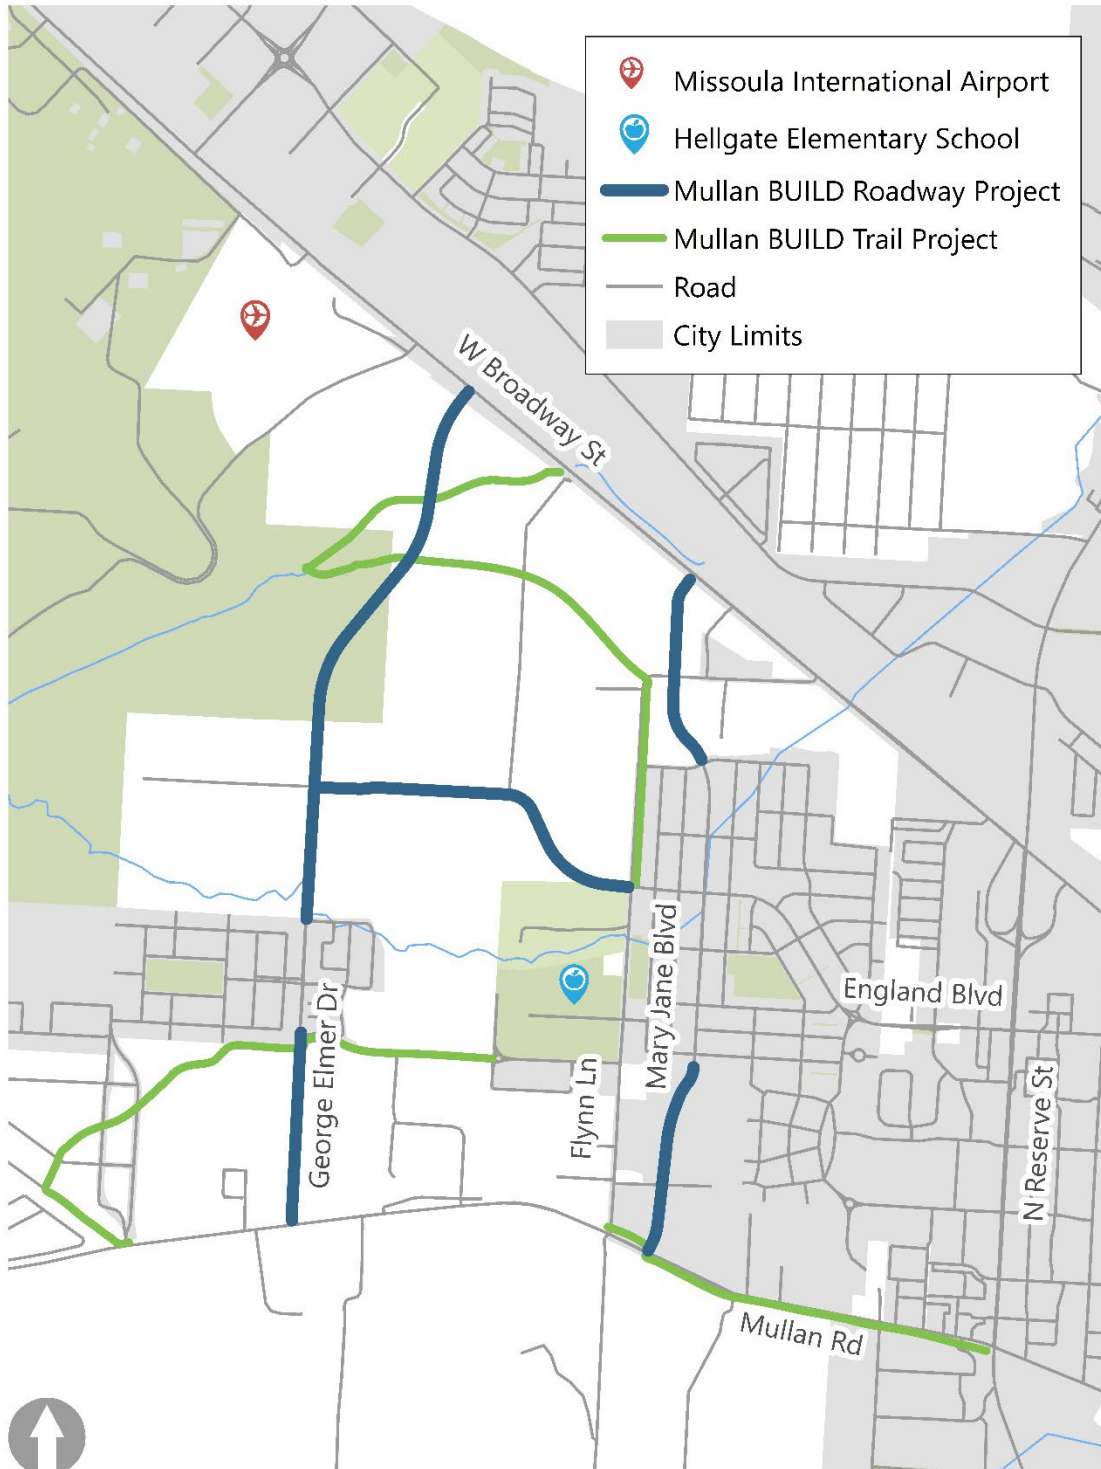 Missoula International Airport
Hellgate Elementary School
Mullan BUILD Roadway Project
Mullan BUILD Trail Project
Road
City Limits
W Broadway St
Mary Jane Blvd
England Blvd
George Elmer Dr
Flynn Ln
N Reserve St
Mullan Rd